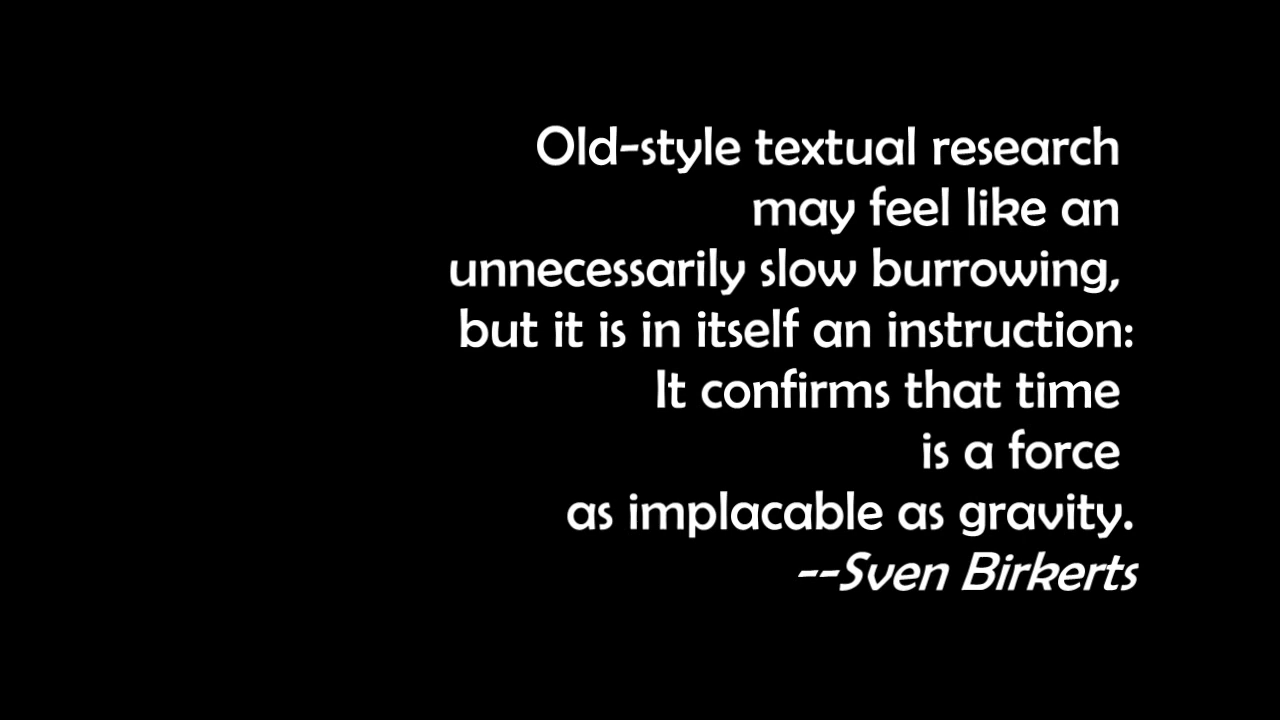 Old-style textual research
may feel like an
unnecessarily slow burrowing,
but it is in itself an instruction:
It confirms that time
is a force
as implacable as gravity.
--Sven Birkerts